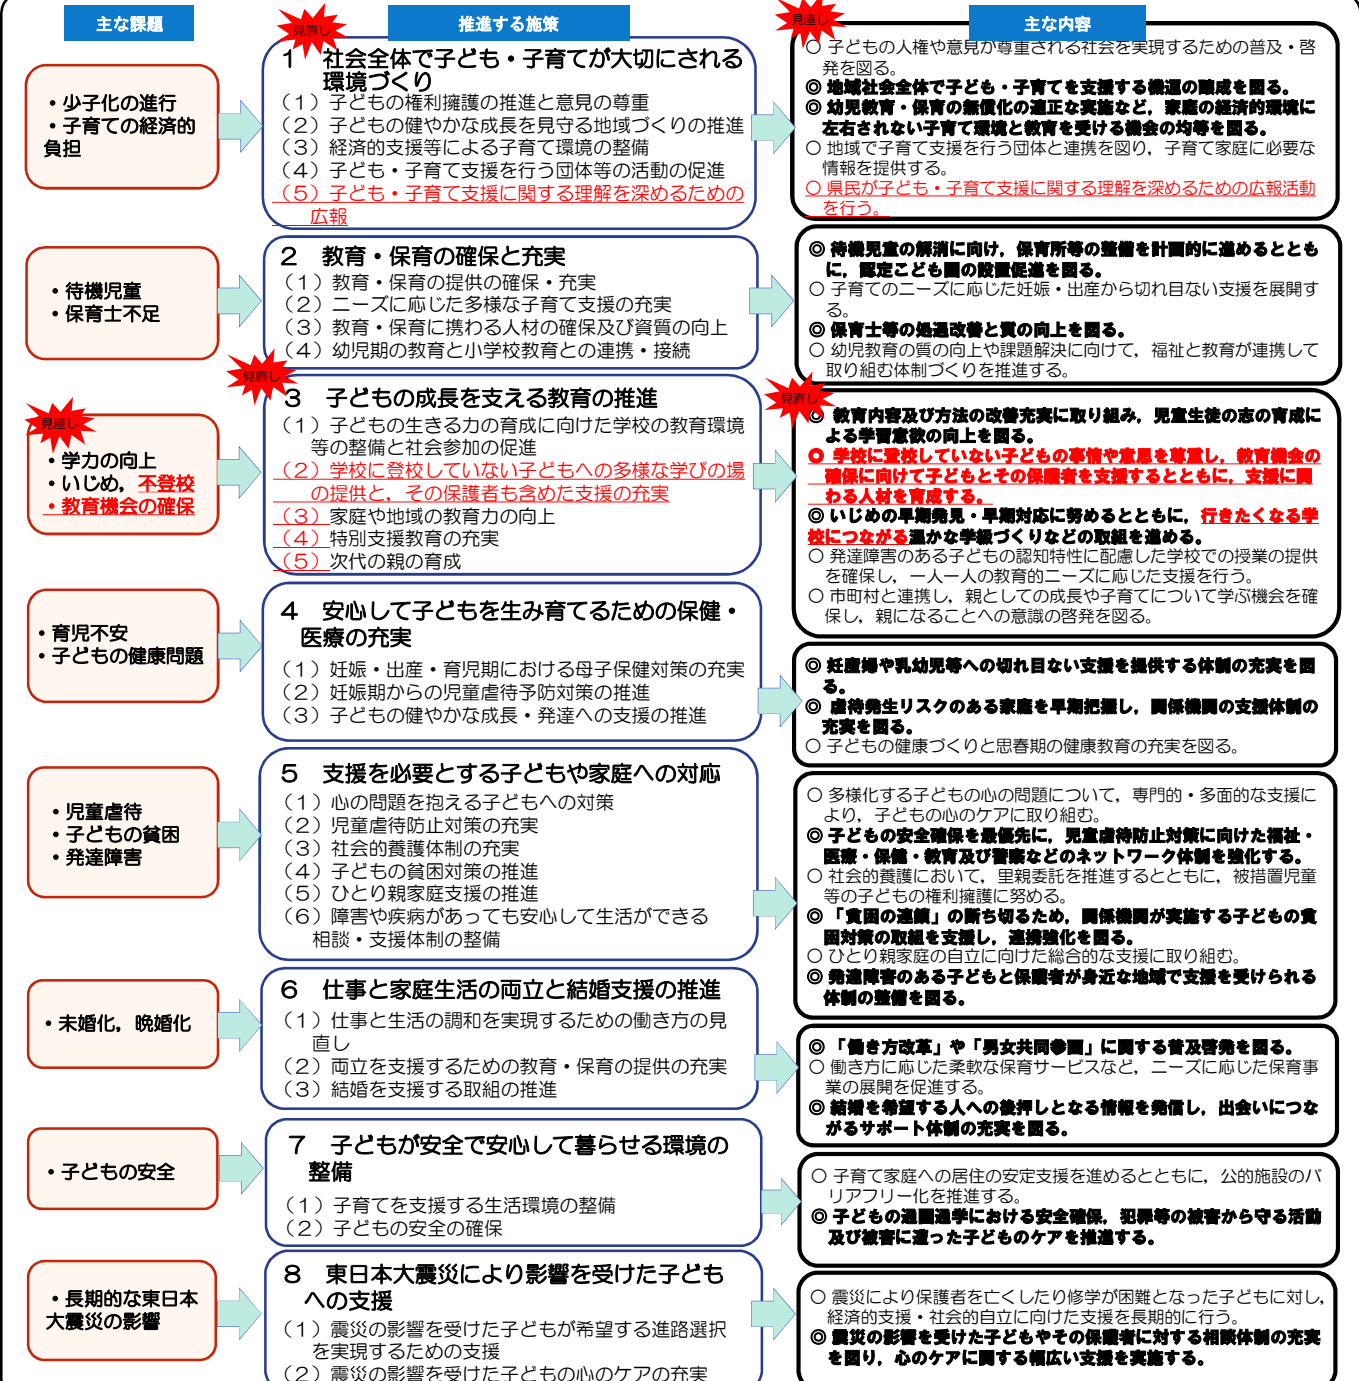 主な課題
推進する施策
主な内容
見直し
見直し
・少子化の進行
・子育ての経済的
負担
1 社会全体で子ども・子育てが大切にされる
環境づくり
（1）子どもの権利擁護の推進と意見の尊重
（2）子どもの健やかな成長を見守る地域づくりの推進
（3）経済的支援等による子育て環境の整備
（4）子ども・子育て支援を行う団体等の活動の促進
（5）子ども・子育て支援に関する理解を深めるための
広報
○ 子どもの人権や意見が尊重される社会を実現するための普及・啓
発を図る。
◎ 地域社会全体で子ども・子育てを支援する機運の醸成を図る。
◎ 幼児教育・保育の無償化の適正な実施など，家庭の経済的環境に
左右されない子育て環境と教育を受ける機会の均等を図る。
○ 地域で子育て支援を行う団体と連携を図り，子育て家庭に必要な
情報を提供する。
○ 県民が子ども・子育て支援に関する理解を深めるための広報活動
を行う。
・待機児童
・保育士不足
2 教育・保育の確保と充実
（1）教育・保育の提供の確保・充実
（2）ニーズに応じた多様な子育て支援の充実
（3）教育・保育に携わる人材の確保及び資質の向上
（4）幼児期の教育と小学校教育との連携・接続
◎ 待機児童の解消に向け，保育所等の整備を計画的に進めるととも
に，認定こども園の設置促進を図る。
○ 子育てのニーズに応じた妊娠・出産から切れ目ない支援を展開す
る。
◎ 保育士等の処遇改善と質の向上を図る。
○ 幼児教育の質の向上や課題解決に向けて，福祉と教育が連携して
取り組む体制づくりを推進する。
見直し
見直し
見直し
・学力の向上
・いじめ，不登校
・教育機会の確保
3 子どもの成長を支える教育の推進
（1）子どもの生きる力の育成に向けた学校の教育環境
等の整備と社会参加の促進
（2）学校に登校していない子どもへの多様な学びの場
の提供と，その保護者も含めた支援の充実
（3）家庭や地域の教育力の向上
（4）特別支援教育の充実
（5）次代の親の育成
◎ 教育内容及び方法の改善充実に取り組み，児童生徒の志の育成に
よる学習意欲の向上を図る。
◎ 学校に登校していない子どもの事情や意思を尊重し，教育機会の
確保に向けて子どもとその保護者を支援するとともに，支援に関
わる人材を育成する。
◎ いじめの早期発見・早期対応に努めるとともに，行きたくなる学
校につながる温かな学級づくりなどの取組を進める。
○ 発達障害のある子どもの認知特性に配慮した学校での授業の提供
を確保し，一人一人の教育的ニーズに応じた支援を行う。
○ 市町村と連携し，親としての成長や子育てについて学ぶ機会を確
保し，親になることへの意識の啓発を図る。
・育児不安
・子どもの健康問題
4 安心して子どもを生み育てるための保健・
医療の充実
（1）妊娠・出産・育児期における母子保健対策の充実
（2）妊娠期からの児童虐待予防対策の推進
（3）子どもの健やかな成長・発達への支援の推進
◎ 妊産婦や乳幼児等への切れ目ない支援を提供する体制の充実を図
る。
◎ 虐待発生リスクのある家庭を早期把握し，関係機関の支援体制の
充実を図る。
○ 子どもの健康づくりと思春期の健康教育の充実を図る。
・児童虐待
・子どもの貧困
・発達障害
5 支援を必要とする子どもや家庭への対応
（1）心の問題を抱える子どもへの対策
（2）児童虐待防止対策の充実
（3）社会的養護体制の充実
（4）子どもの貧困対策の推進
（5）ひとり親家庭支援の推進
（6）障害や疾病があっても安心して生活ができる
相談・支援体制の整備
○ 多様化する子どもの心の問題について，専門的・多面的な支援に
より，子どもの心のケアに取り組む。
◎ 子どもの安全確保を最優先に，児童虐待防止対策に向けた福祉・
医療・保健・教育及び警察などのネットワーク体制を強化する。
○ 社会的養護において，里親委託を推進するとともに，被措置児童
等の子どもの権利擁護に努める。
◎ 「貧困の連鎖」の断ち切るため，関係機関が実施する子どもの貧
困対策の取組を支援し，連携強化を図る。
○ ひとり親家庭の自立に向けた総合的な支援に取り組む。
◎ 発達障害のある子どもと保護者が身近な地域で支援を受けられる
体制の整備を図る。
・未婚化，晩婚化
6 仕事と家庭生活の両立と結婚支援の推進
（1）仕事と生活の調和を実現するための働き方の見
直し
（2）両立を支援するための教育・保育の提供の充実
（3）結婚を支援する取組の推進
◎ 「働き方改革」や「男女共同参画」に関する普及啓発を図る。
○ 働き方に応じた柔軟な保育サービスなど，ニーズに応じた保育事
業の展開を促進する。
◎ 結婚を希望する人への後押しとなる情報を発信し，出会いにつな
がるサポート体制の充実を図る。
・子どもの安全
7 子どもが安全で安心して暮らせる環境の
整備
（1）子育てを支援する生活環境の整備
（2）子どもの安全の確保
○ 子育て家庭への居住の安定支援を進めるとともに，公的施設のバ
リアフリー化を推進する。
◎ 子どもの通園通学における安全確保，犯罪等の被害から守る活動
及び被害に遭った子どものケアを推進する。
・長期的な東日本
大震災の影響
8 東日本大震災により影響を受けた子ども
への支援
（1）震災の影響を受けた子どもが希望する進路選択
を実現するための支援
（2）震災の影響を受けた子どもの心のケアの充実
○ 震災により保護者を亡くしたり修学が困難となった子どもに対し，
経済的支援・社会的自立に向けた支援を長期的に行う。
◎ 震災の影響を受けた子どもやその保護者に対する相談体制の充実
を図り，心のケアに関する幅広い支援を実施する。